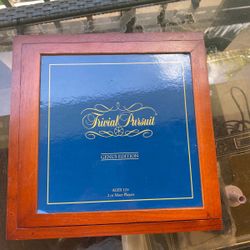 Trivial Pursuit
GENUS EDITION
AGES 12+
2 or More Players